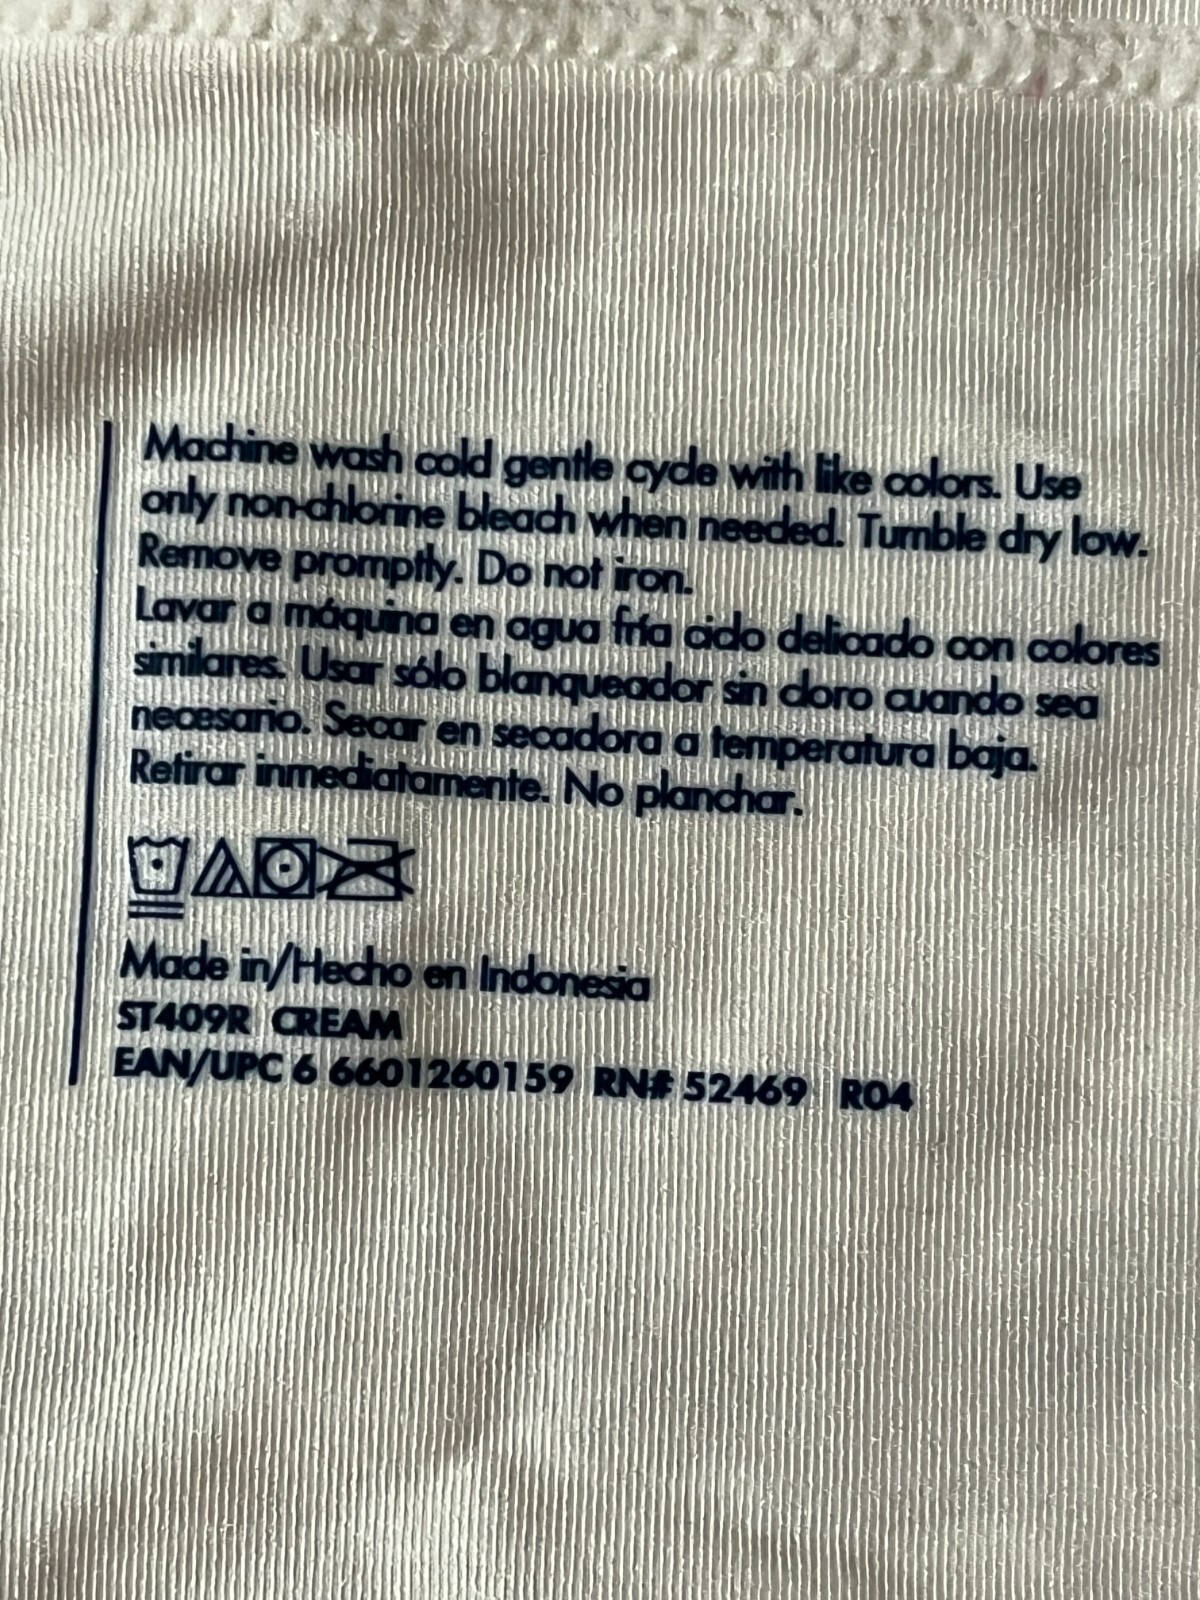 Machine wash cold gentle cycle with like colors. Use
only non-chlorine bleach when needed. Tumble dry low.
Remove promptly. Do not iron.
Lavar a máquina en agua fría ciclo delicado con colores
similares. Usar sólo blanqueador sin cloro cuando sea
necesario. Secar en secadora a temperatura baja.
Retirar inmediatamente. No planchar.
Made in/Hecho en Indonesia
ST409R CREAM
EAN/UPC 6 6601260159 RN# 52469 R04